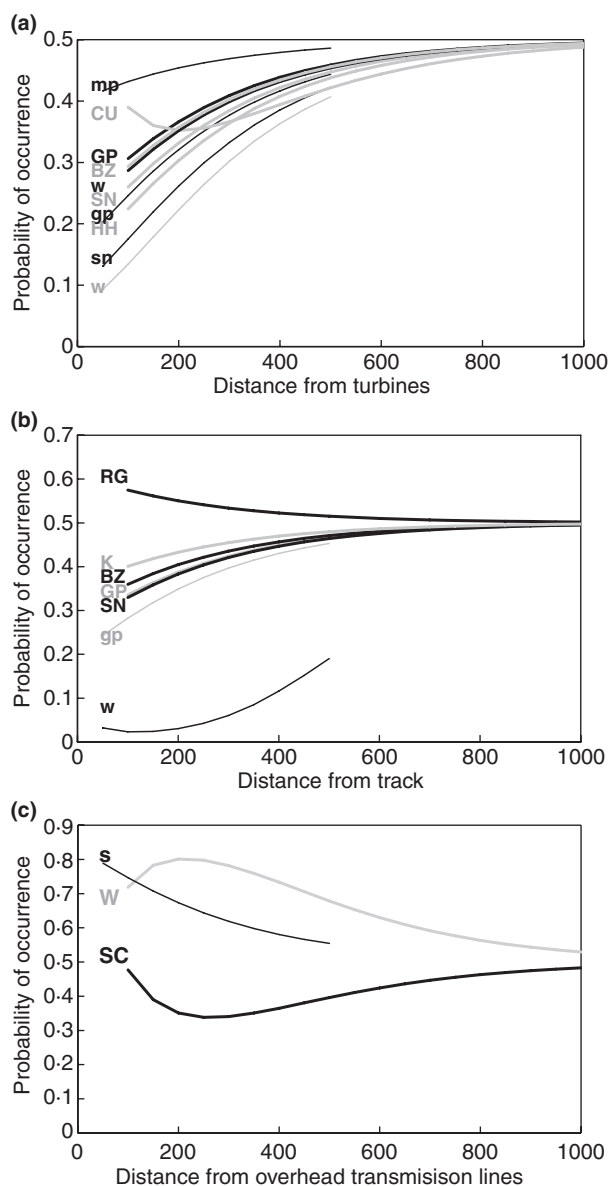 (a)
Probability of occurrence
0.5
0.4
0.3
0.2
0.1
0
mp
CU
GP
BZ
w
SN
gp
HH
sn
w
0 200 400 600 800 1000
Distance from turbines
(b)
Probability of occurrence
0.7
0.6
0.5
0.4
0.3
0.2
0.1
0
RG
K
BZ
GP
SN
gp
w
0 200 400 600 800 1000
Distance from track
(c)
Probability of occurrence
0·9
0·8
0·7
0·6
0·5
0·4
0·3
0·2
0·1
0
s
W
SC
0 200 400 600 800 1000
Distance from overhead transmisison lines